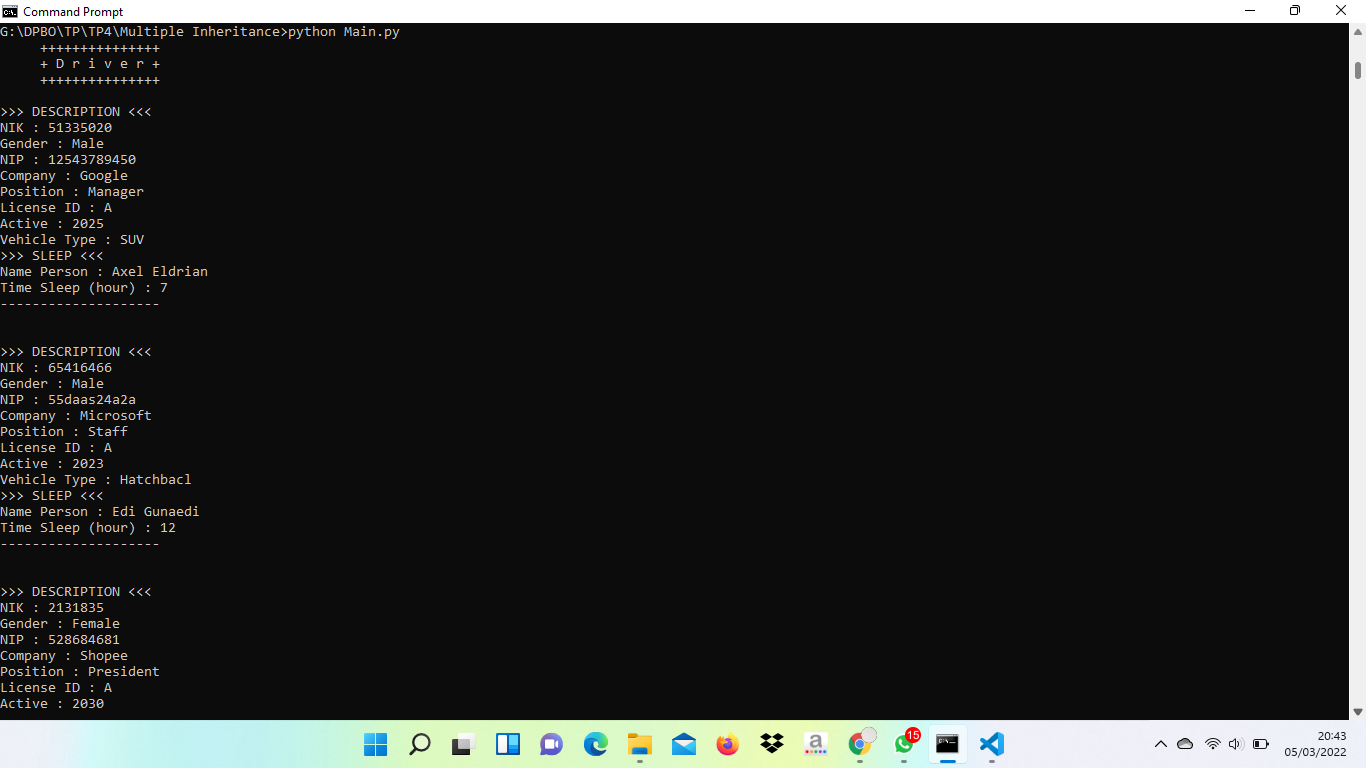 Command Prompt
G:\DPBO\TP\TP4\Multiple Inheritance>python Main.py
+++++++++++++++
+ D r i v e r +
+++++++++++++++
>>> DESCRIPTION <<<
NIK : 51335020
Gender : Male
NIP : 12543789450
Company : Google
Position : Manager
License ID : A
Active : 2025
Vehicle Type : SUV
>>> SLEEP <<<
Name Person : Axel Eldrian
Time Sleep (hour) : 7
--------------------
>>> DESCRIPTION <<<
NIK : 65416466
Gender : Male
NIP : 55daas24a2a
Company : Microsoft
Position : Staff
License ID : A
Active : 2023
Vehicle Type : Hatchbacl
>>> SLEEP <<<
Name Person : Edi Gunaedi
Time Sleep (hour) : 12
--------------------
>>> DESCRIPTION <<<
NIK : 2131835
Gender : Female
NIP : 528684681
Company : Shopee
Position : President
License ID : A
Active : 2030
a
15
20:43
05/03/2022